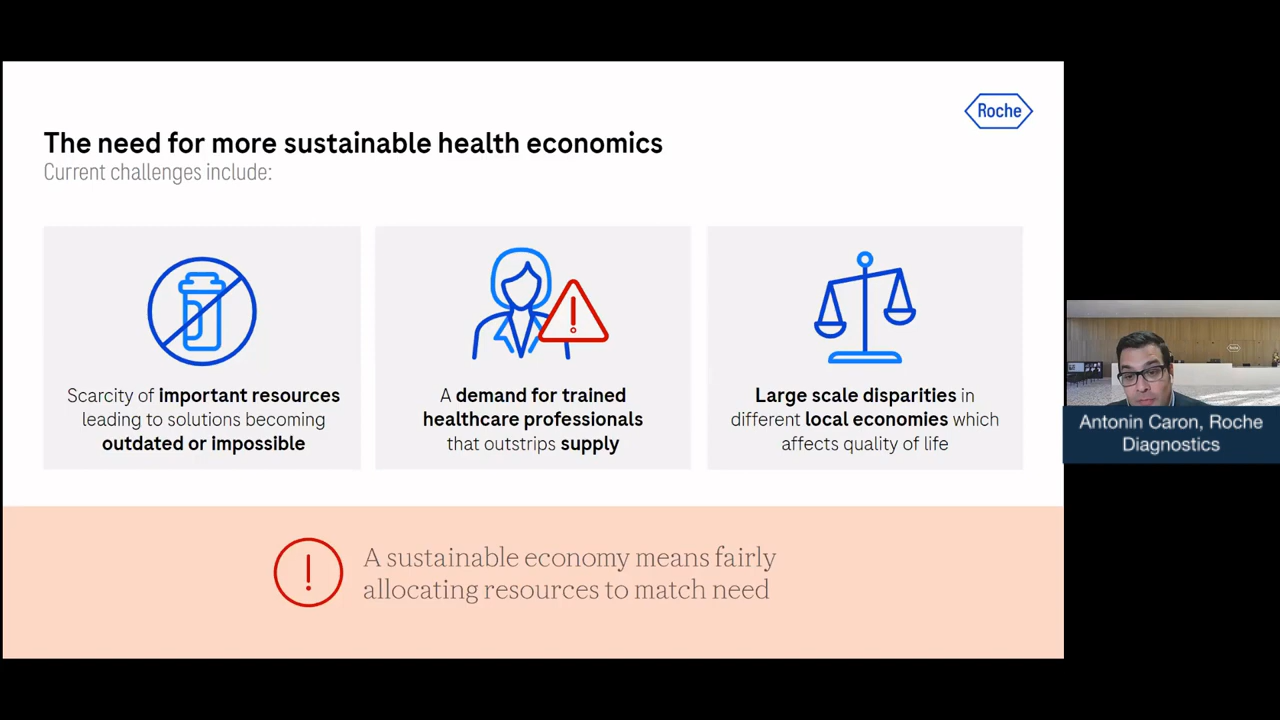 Roche
The need for more sustainable health economics
Current challenges include:
Scarcity of important resources
leading to solutions becoming
outdated or impossible
A demand for trained
healthcare professionals
that outstrips supply
Large scale disparities in
different local economies which
affects quality of life
A sustainable economy means fairly
allocating resources to match need
Roche
Antonin Caron, Roche
Diagnostics